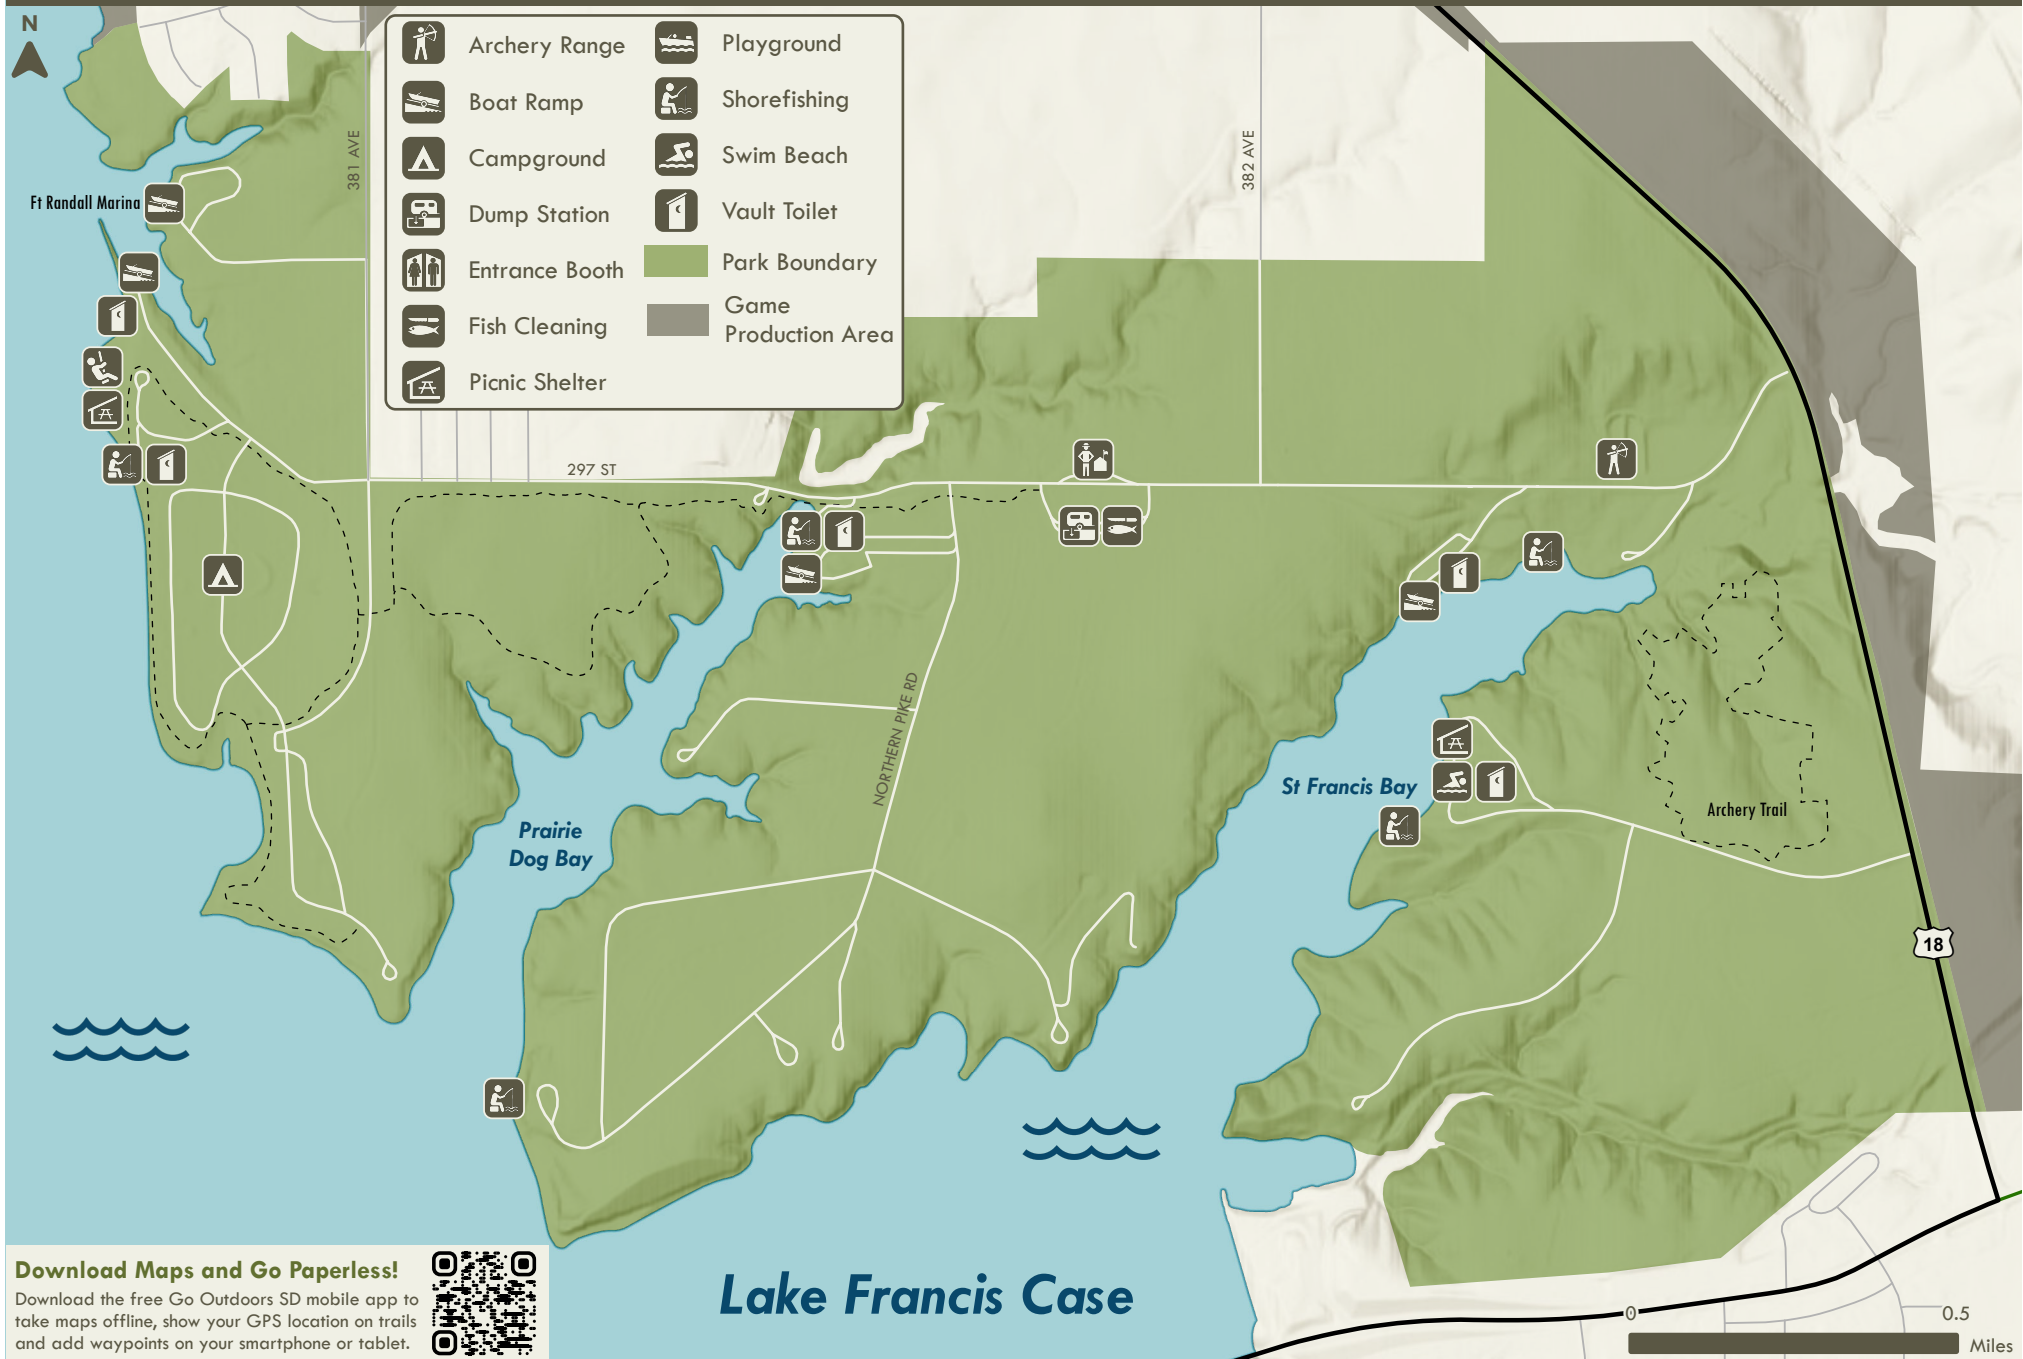 N
Archery Range
Boat Ramp
Campground
Dump Station
Entrance Booth
Fish Cleaning
Picnic Shelter
Playground
Shorefishing
Swim Beach
Vault Toilet
Park Boundary
Game
Production Area
381 AVE
382 AVE
Ft Randall Marina
297 ST
NORTHERN PIKE RD
St Francis Bay
Archery Trail
Prairie
Dog Bay
18
Lake Francis Case
Download Maps and Go Paperless!
Download the free Go Outdoors SD mobile app to
take maps offline, show your GPS location on trails
and add waypoints on your smartphone or tablet.
0 0.5
Miles